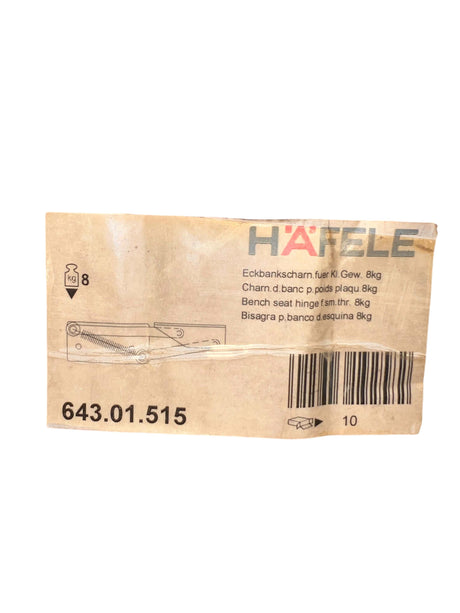 HÄFELE
Eckbankscharn.fuer Kl.Gew. 8kg
Charn.d.banc p.poids plaqu.8kg
Bench seat hinge f.sm.thr. 8kg
Bisagra p.banco d.esquina 8kg
kg 8
643.01.515
10